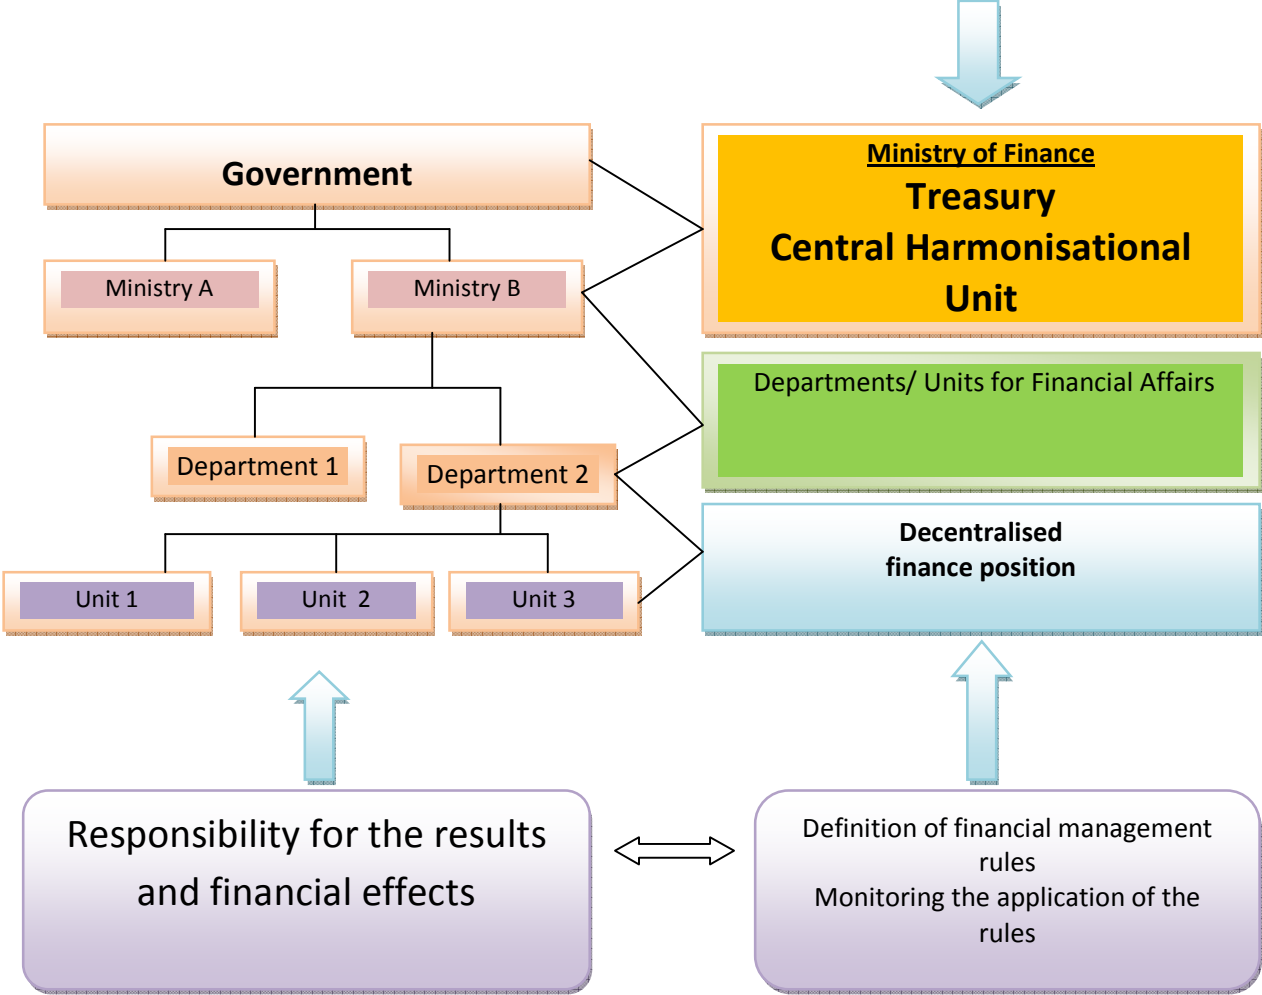 Government
Ministry A
Ministry B
Department 1
Department 2
Unit 1
Unit 2
Unit 3
Ministry of Finance
Treasury
Central Harmonisational
Unit
Departments/ Units for Financial Affairs
Decentralised
finance position
Responsibility for the results
and financial effects
Definition of financial management
rules
Monitoring the application of the
rules